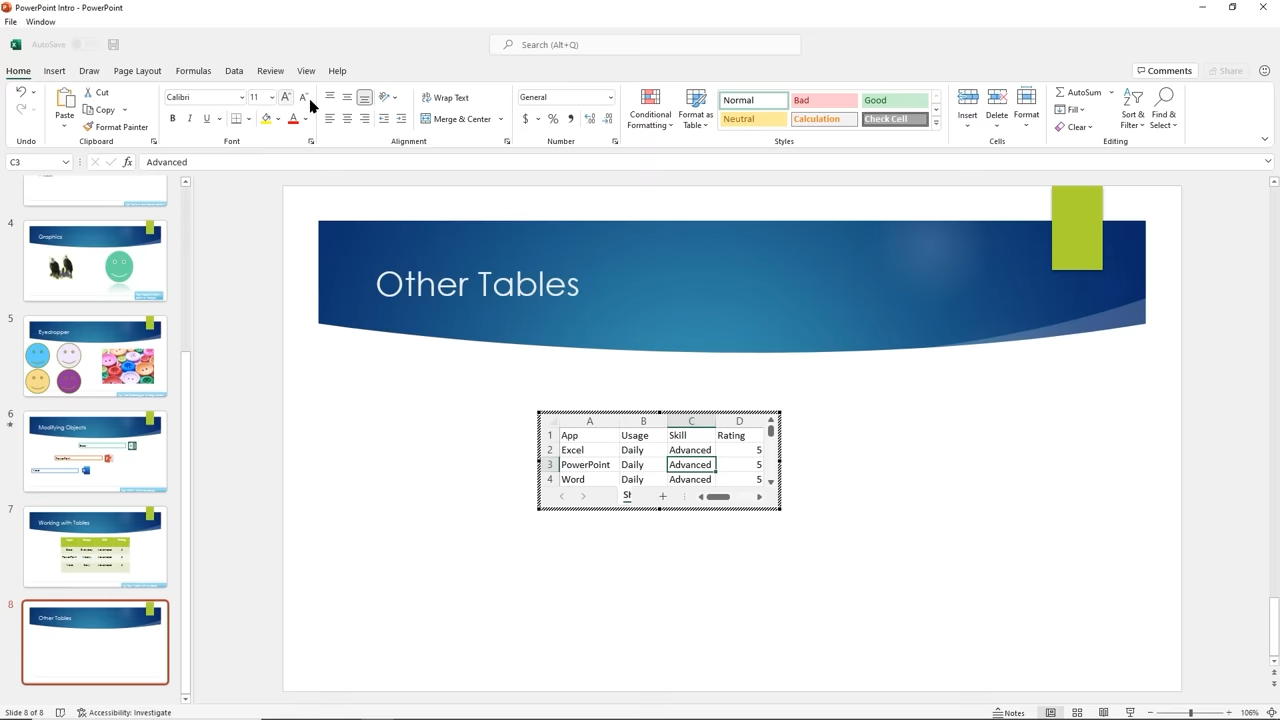 PowerPoint Intro - PowerPoint
File Window
AutoSave Search (Alt+Q)
Home Insert Draw Page Layout Formulas Data Review View Help Comments Share
Cut Calibri 11 Wrap Text General Normal Bad Good AutoSum
Copy Fill
Paste Format Painter Merge & Center Conditional Formatting Format as Table Neutral Calculation Check Cell Insert Delete Format Clear Sort & Filter Find & Select
Undo Clipboard Font Alignment Number Styles Cells Editing
C3 fx Advanced
4
Graphics
5
Eyedropper
6
Modifying Objects
7
Working with Tables
8
Other Tables
Other Tables
A B C D
1 App Usage Skill Rating
2 Excel Daily Advanced 5
3 PowerPoint Daily Advanced 5
4 Word Daily Advanced 5
Slide 8 of 8 Accessibility: Investigate Notes 106%